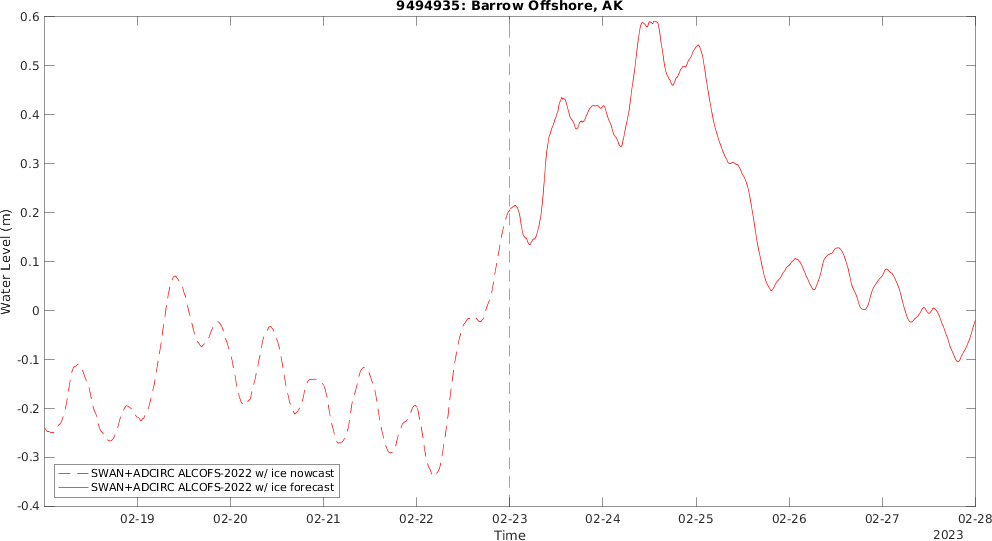 9494935: Barrow Offshore, AK
0.6
0.5
0.4
0.3
0.2
0.1
0
-0.1
-0.2
-0.3
-0.4
Water Level (m)
SWAN+ADCIRC ALCOFS-2022 w/ ice nowcast
SWAN+ADCIRC ALCOFS-2022 w/ ice forecast
02-19 02-20 02-21 02-22 02-23 02-24 02-25 02-26 02-27 02-28
Time
2023